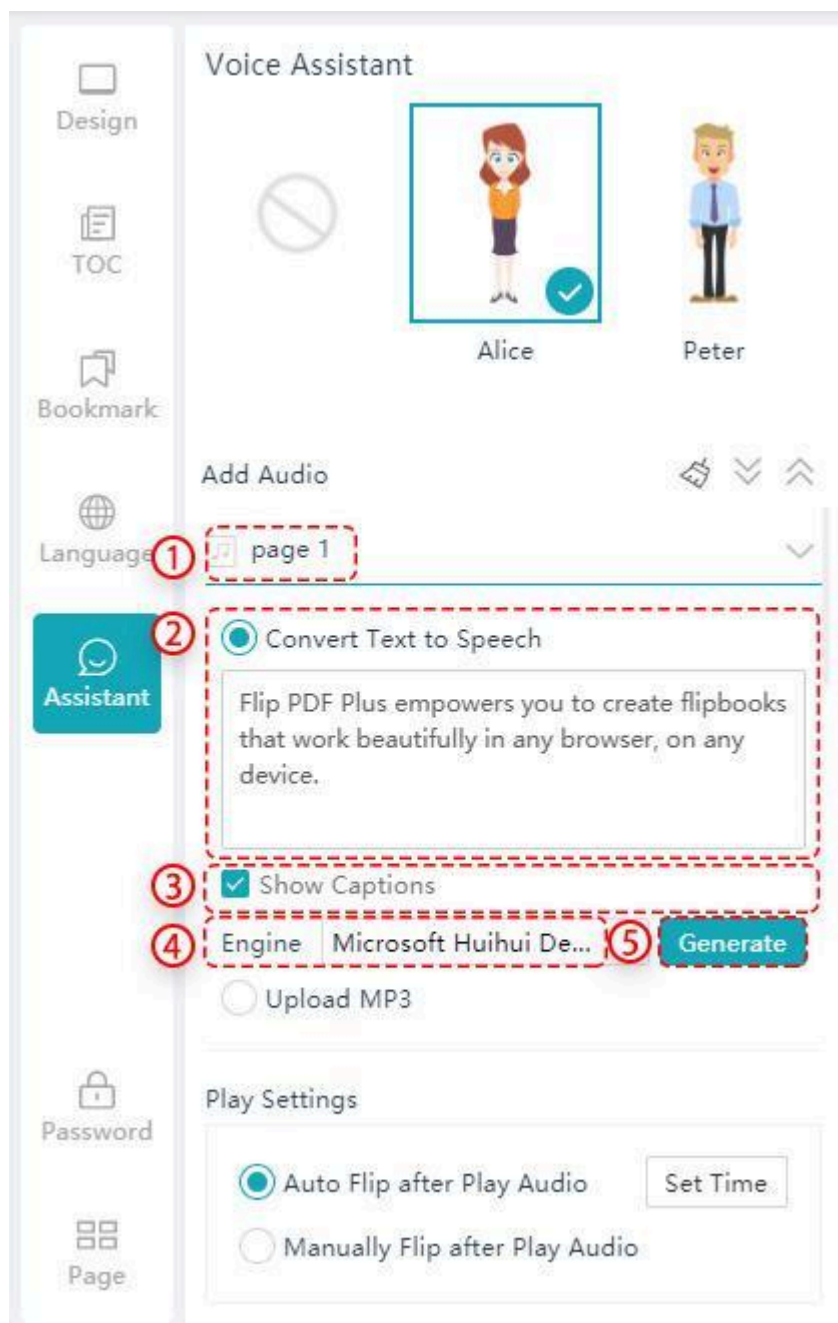 Design
TOC
Bookmark
Language
Assistant
Password
Page
Voice Assistant
Alice
Peter
Add Audio
① page 1
② Convert Text to Speech
Flip PDF Plus empowers you to create flipbooks
that work beautifully in any browser, on any
device.
③ Show Captions
④ Engine Microsoft Huihui De... ⑤ Generate
Upload MP3
Play Settings
Auto Flip after Play Audio Set Time
Manually Flip after Play Audio